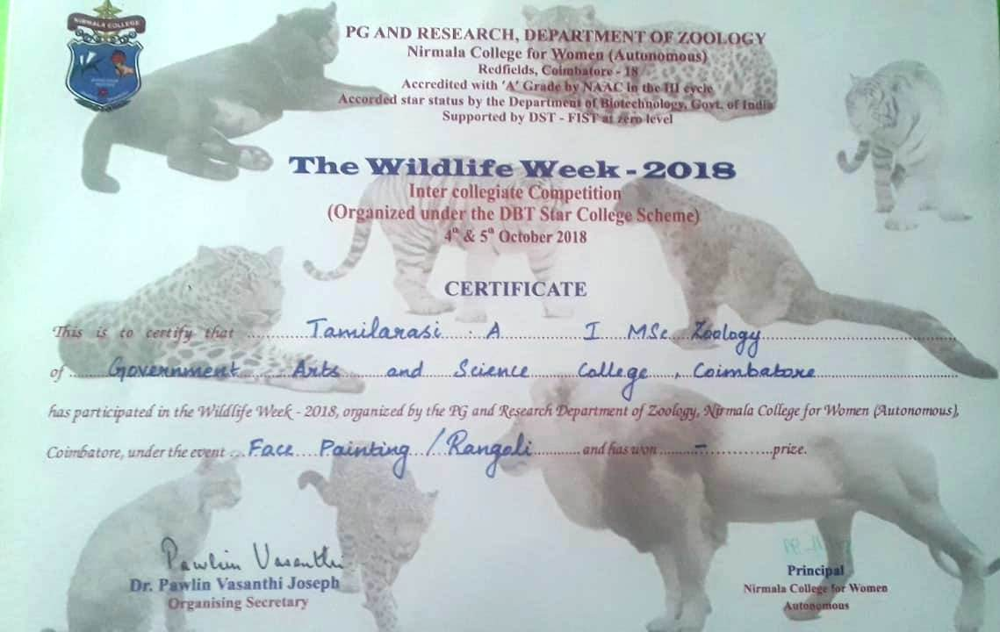 NIRMALA COLLEGE
PG AND RESEARCH, DEPARTMENT OF ZOOLOGY
Nirmala College for Women (Autonomous)
Redfields, Coimbatore - 18
Accredited with 'A' Grade by NAAC in the III cycle
Accorded star status by the Department of Biotechnology, Govt. of India
Supported by DST - FIST at zero level
The Wildlife Week - 2018
Inter collegiate Competition
(Organized under the DBT Star College Scheme)
4th & 5th October 2018
CERTIFICATE
This is to certify that Tamilarasi . A I MSc Zoology
of Government Arts and Science College , Coimbatore
has participated in the Wildlife Week - 2018, organized by the PG and Research Department of Zoology, Nirmala College for Women (Autonomous),
Coimbatore, under the event Face Painting / Rangoli and has won - prize.
Pawlin Vasanthi
Dr. Pawlin Vasanthi Joseph
Organising Secretary
Principal
Nirmala College for Women
Autonomous